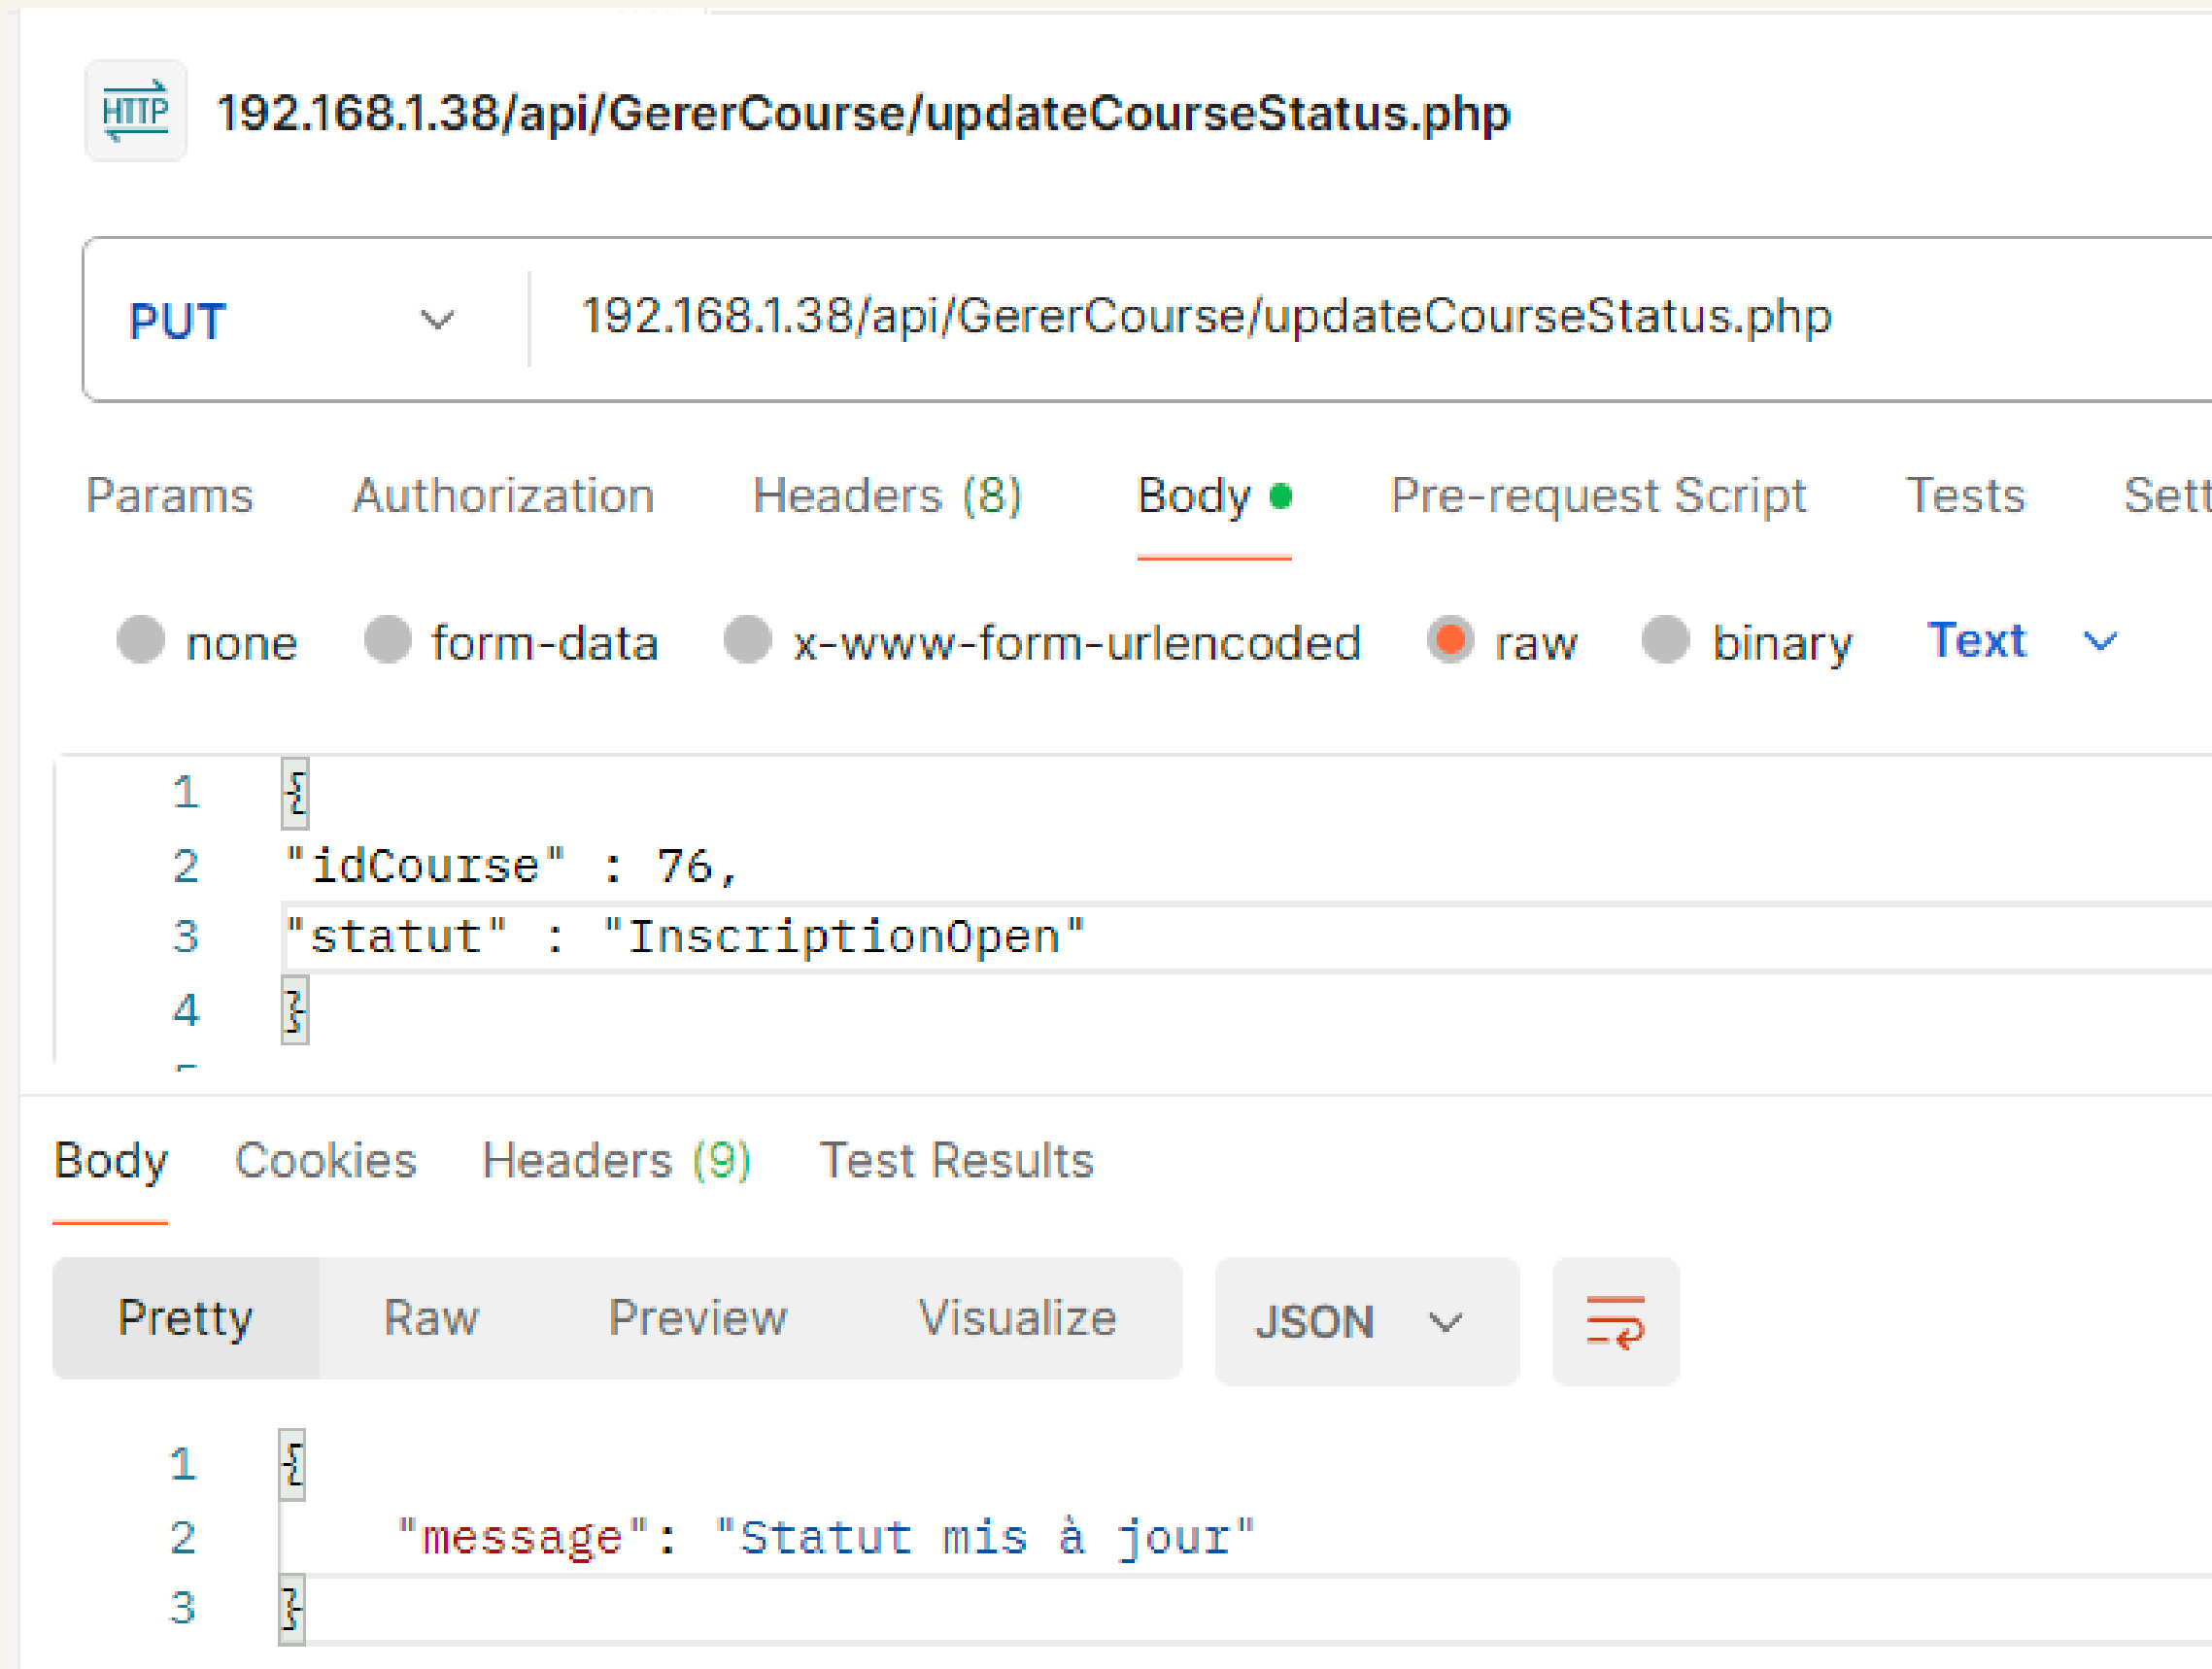 HTTP 192.168.1.38/api/GererCourse/updateCourseStatus.php
PUT 192.168.1.38/api/GererCourse/updateCourseStatus.php
Params Authorization Headers (8) Body Pre-request Script Tests Sett
none form-data x-www-form-urlencoded raw binary Text
1 {
2 "idCourse" : 76,
3 "statut" : "InscriptionOpen"
4 }
Body Cookies Headers (9) Test Results
Pretty Raw Preview Visualize JSON
1 {
2 "message": "Statut mis à jour"
3 }